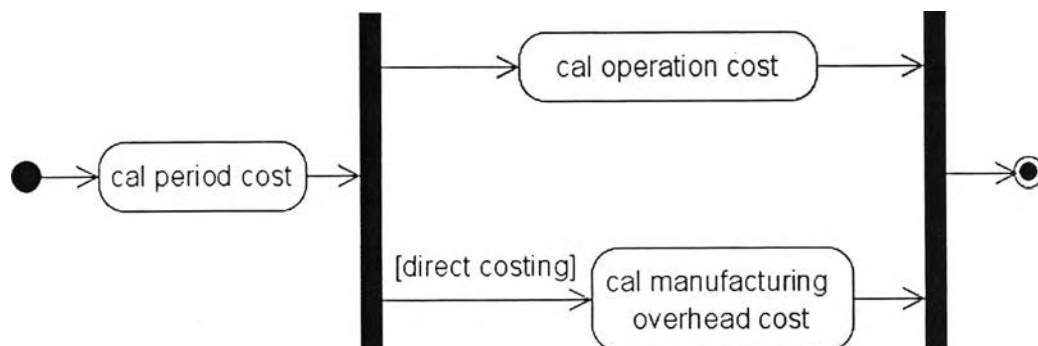 cal operation cost
cal period cost
[direct costing]
cal manufacturing
overhead cost